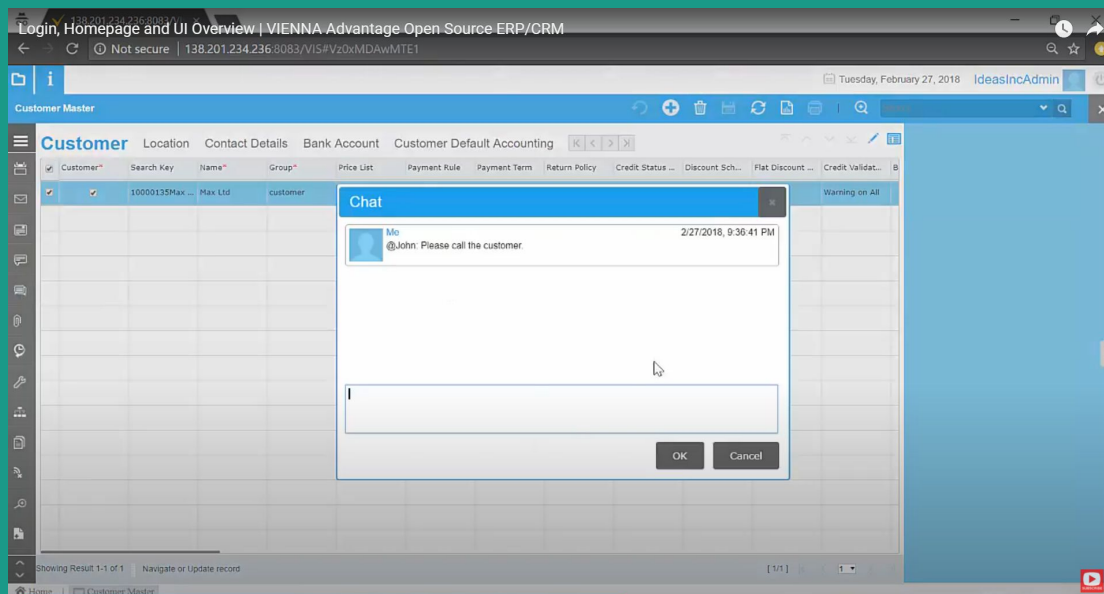 138.201.234.236:8083/
Login, Homepage and UI Overview | VIENNA Advantage Open Source ERP/CRM
Not secure | 138.201.234.236:8083/VIS#Vz0xMDAwMTE1
i
Tuesday, February 27, 2018 IdeasIncAdmin
Customer Master
Customer Location Contact Details Bank Account Customer Default Accounting
Customer* Search Key Name* Group* Price List Payment Rule Payment Term Return Policy Credit Status ... Discount Sch... Flat Discount ... Credit Validat... B
10000135Max ... Max Ltd customer Warning on All
Chat
Me 2/27/2018, 9:36:41 PM
@John: Please call the customer.
OK Cancel
Showing Result 1-1 of 1 Navigate or Update record [ 1/1 ] 1
Home Customer Master